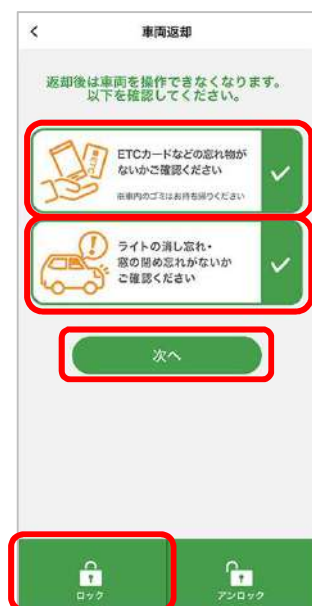 車両返却
返却後は車両を操作できなくなります。
以下を確認してください。
ETC
ETCカードなどの忘れ物が
ないかご確認ください
※車内のゴミはお持ち帰りください
ライトの消し忘れ・
窓の閉め忘れがないか
ご確認ください
次へ
ロック
アンロック